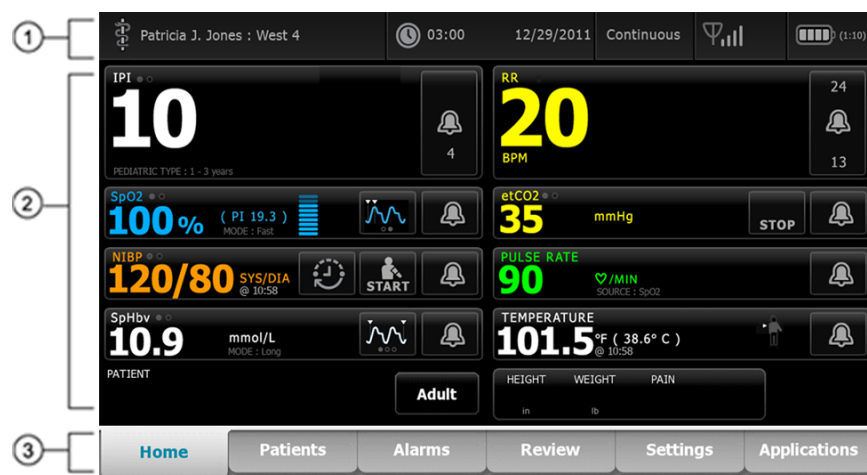 1
Patricia J. Jones : West 4
03:00
12/29/2011
Continuous
(1:10)
2
IPI
10
4
PEDIATRIC TYPE : 1 - 3 years
RR
20
BPM
24
13
SpO2
100 %
( PI 19.3 )
MODE : Fast
etCO2
35
mmHg
STOP
NIBP
120/80
SYS/DIA
@ 10:58
START
PULSE RATE
90
/MIN
SOURCE : SpO2
SpHbv
10.9
mmol/L
MODE : Long
TEMPERATURE
101.5 °F ( 38.6° C )
@ 10:58
PATIENT
Adult
HEIGHT WEIGHT PAIN
in lb
3
Home Patients Alarms Review Settings Applications